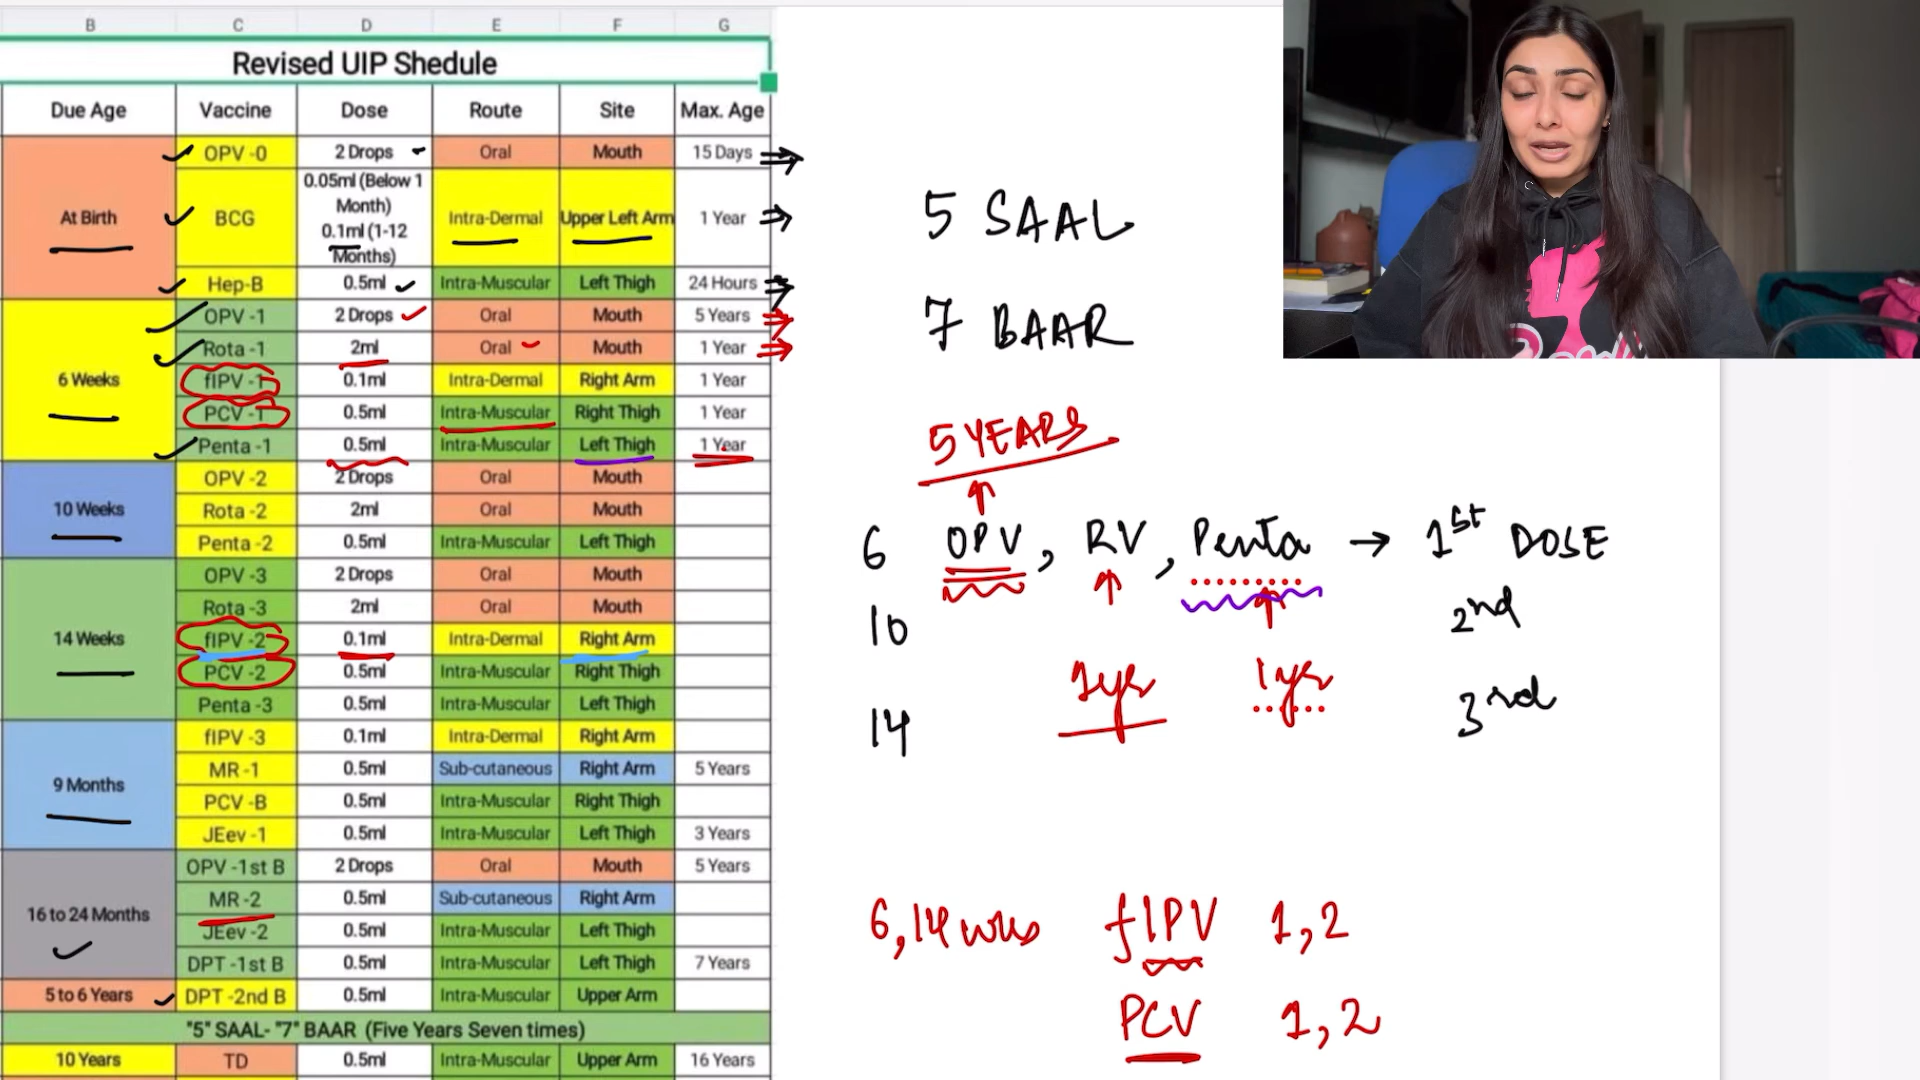 B C D E F G
Revised UIP Shedule
Due Age Vaccine Dose Route Site Max. Age
At Birth
OPV -0 2 Drops Oral Mouth 15 Days
BCG 0.05ml (Below 1 Month) 0.1ml (1-12 Months) Intra-Dermal Upper Left Arm 1 Year
Hep-B 0.5ml Intra-Muscular Left Thigh 24 Hours
6 Weeks
OPV -1 2 Drops Oral Mouth 5 Years
Rota -1 2ml Oral Mouth 1 Year
fIPV -1 0.1ml Intra-Dermal Right Arm 1 Year
PCV -1 0.5ml Intra-Muscular Right Thigh 1 Year
Penta -1 0.5ml Intra-Muscular Left Thigh 1 Year
10 Weeks
OPV -2 2 Drops Oral Mouth
Rota -2 2ml Oral Mouth
Penta -2 0.5ml Intra-Muscular Left Thigh
14 Weeks
OPV -3 2 Drops Oral Mouth
Rota -3 2ml Oral Mouth
fIPV -2 0.1ml Intra-Dermal Right Arm
PCV -2 0.5ml Intra-Muscular Right Thigh
Penta -3 0.5ml Intra-Muscular Left Thigh
9 Months
fIPV -3 0.1ml Intra-Dermal Right Arm
MR -1 0.5ml Sub-cutaneous Right Arm 5 Years
PCV -B 0.5ml Intra-Muscular Right Thigh
JEev -1 0.5ml Intra-Muscular Left Thigh 3 Years
16 to 24 Months
OPV -1st B 2 Drops Oral Mouth 5 Years
MR -2 0.5ml Sub-cutaneous Right Arm
JEev -2 0.5ml Intra-Muscular Left Thigh
DPT -1st B 0.5ml Intra-Muscular Left Thigh 7 Years
5 to 6 Years DPT -2nd B 0.5ml Intra-Muscular Upper Arm
"5" SAAL- "7" BAAR (Five Years Seven times)
10 Years TD 0.5ml Intra-Muscular Upper Arm 16 Years
5 SAAL
7 BAAR
5 YEARS
6 OPV, RV, Penta → 1st DOSE
10 2nd
1yr 1yr
14 3rd
6,14 wks fIPV 1,2
PCV 1,2